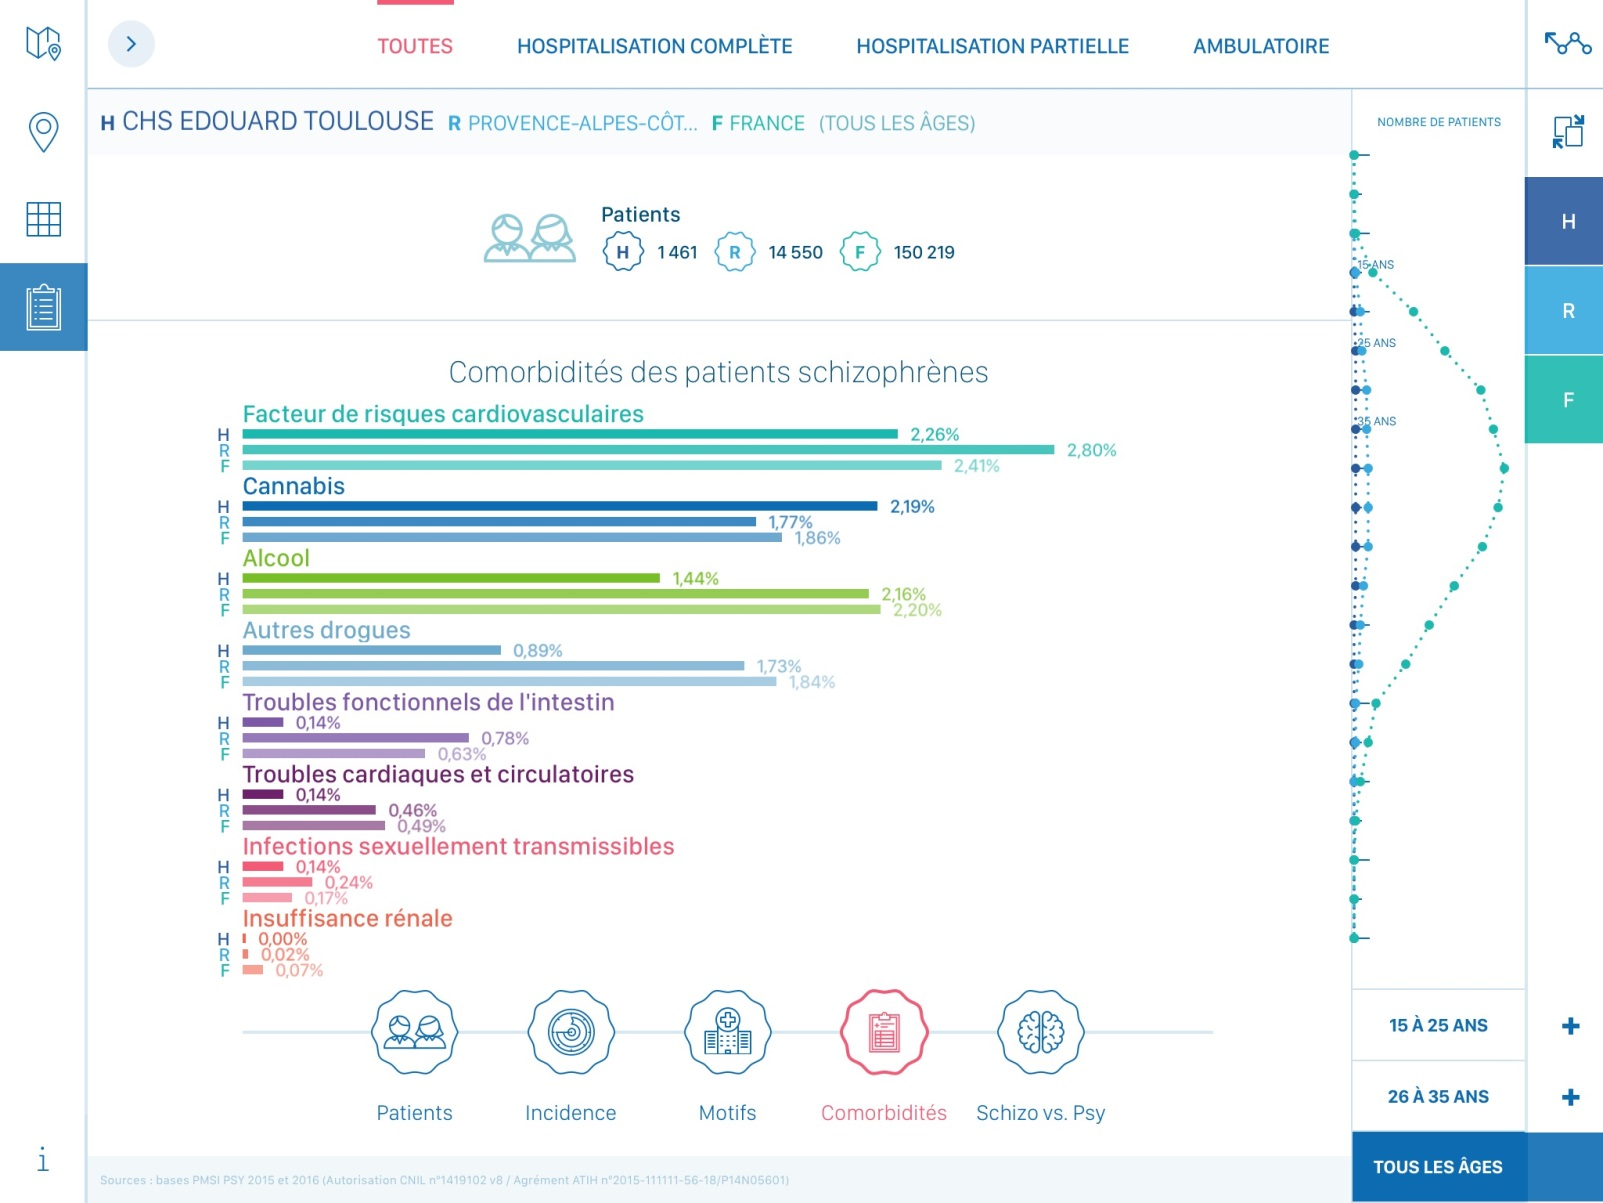 TOUTES HOSPITALISATION COMPLÈTE HOSPITALISATION PARTIELLE AMBULATOIRE
H CHS EDOUARD TOULOUSE R PROVENCE-ALPES-CÔT... F FRANCE (TOUS LES ÂGES)
Patients
H 1 461 R 14 550 F 150 219
Comorbidités des patients schizophrènes
Facteur de risques cardiovasculaires
H 2,26%
R 2,80%
F 2,41%
Cannabis
H 2,19%
R 1,77%
F 1,86%
Alcool
H 1,44%
R 2,16%
F 2,20%
Autres drogues
H 0,89%
R 1,73%
F 1,84%
Troubles fonctionnels de l'intestin
H 0,14%
R 0,78%
F 0,63%
Troubles cardiaques et circulatoires
H 0,14%
R 0,46%
F 0,49%
Infections sexuellement transmissibles
H 0,14%
R 0,24%
F 0,17%
Insuffisance rénale
H 0,00%
R 0,02%
F 0,07%
Patients Incidence Motifs Comorbidités Schizo vs. Psy
Sources : bases PMSI PSY 2015 et 2016 (Autorisation CNIL n°1419102 v8 / Agrément ATIH n°2015-111111-56-18/P14N05601)
NOMBRE DE PATIENTS
15 ANS
25 ANS
35 ANS
H
R
F
15 À 25 ANS +
26 À 35 ANS +
TOUS LES ÂGES
i